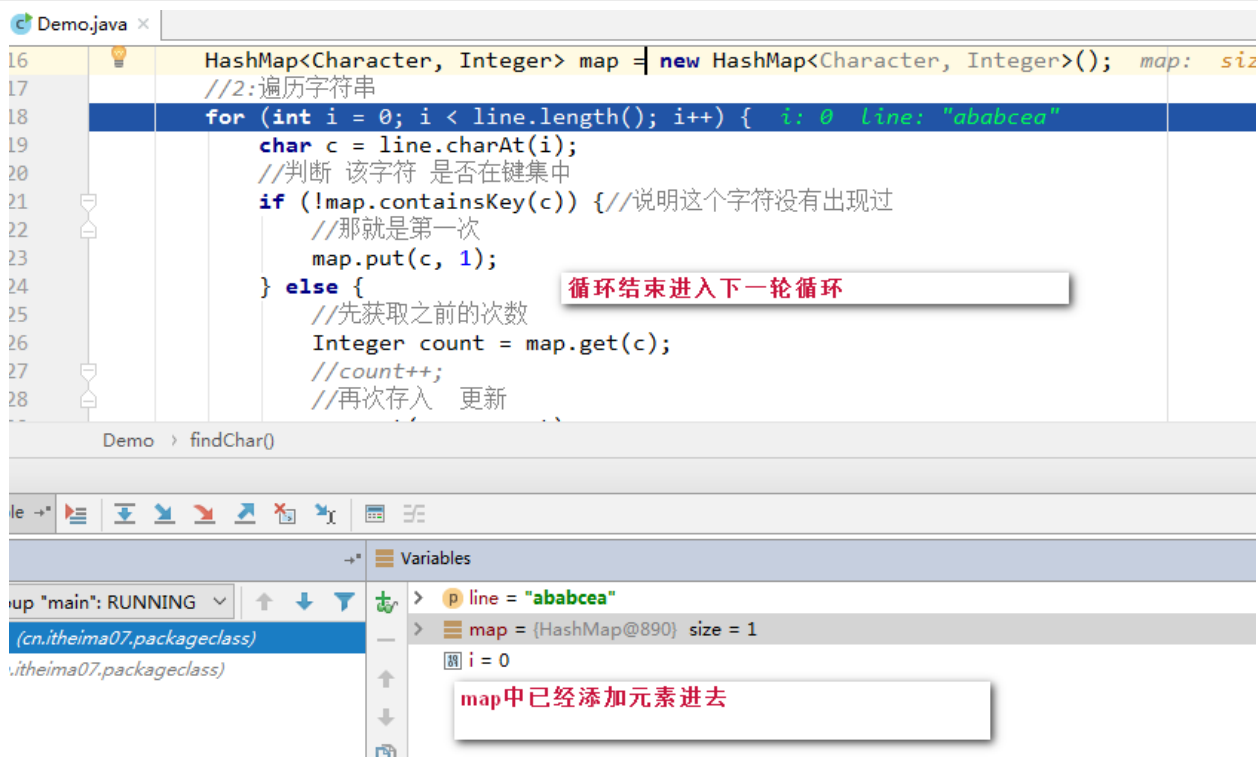 Demo.java
16 HashMap<Character, Integer> map = new HashMap<Character, Integer>(); map: siz
17 //2:遍历字符串
18 for (int i = 0; i < line.length(); i++) { i: 0 line: "ababcea"
19 char c = line.charAt(i);
20 //判断 该字符 是否在键集中
21 if (!map.containsKey(c)) {//说明这个字符没有出现过
22 //那就是第一次
23 map.put(c, 1);
24 } else {
循环结束进入下一轮循环
25 //先获取之前的次数
26 Integer count = map.get(c);
27 //count++;
28 //再次存入 更新
Demo › findChar()
le
Variables
oup "main": RUNNING
line = "ababcea"
(cn.itheima07.packageclass)
map = {HashMap@890} size = 1
.itheima07.packageclass)
i = 0
map中已经添加元素进去